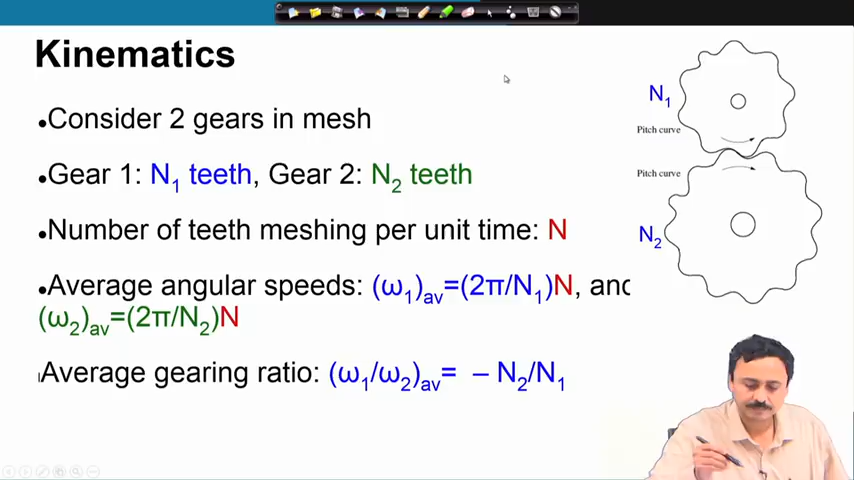 Kinematics
•Consider 2 gears in mesh
•Gear 1: N₁ teeth, Gear 2: N₂ teeth
•Number of teeth meshing per unit time: N
•Average angular speeds: (ω₁)av=(2π/N₁)N, and
(ω₂)av=(2π/N₂)N
Average gearing ratio: (ω₁/ω₂)av= – N₂/N₁
N₁
Pitch curve
Pitch curve
N₂